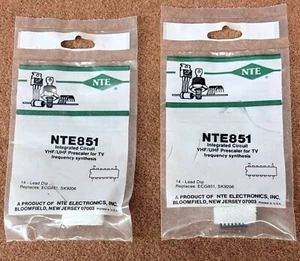 NTE
NTE851
Integrated Circuit
VHF/UHF Prescaler for TV
frequency synthesis
14-Lead Dip
Replaces: ECG851, SK9206
A PRODUCT OF NTE ELECTRONICS, INC.
BLOOMFIELD, NEW JERSEY 07003
NTE
NTE851
Integrated Circuit
VHF/UHF Prescaler for TV
frequency synthesis
14-Lead Dip
Replaces: ECG851, SK9206
A PRODUCT OF NTE ELECTRONICS, INC.
BLOOMFIELD, NEW JERSEY 07003